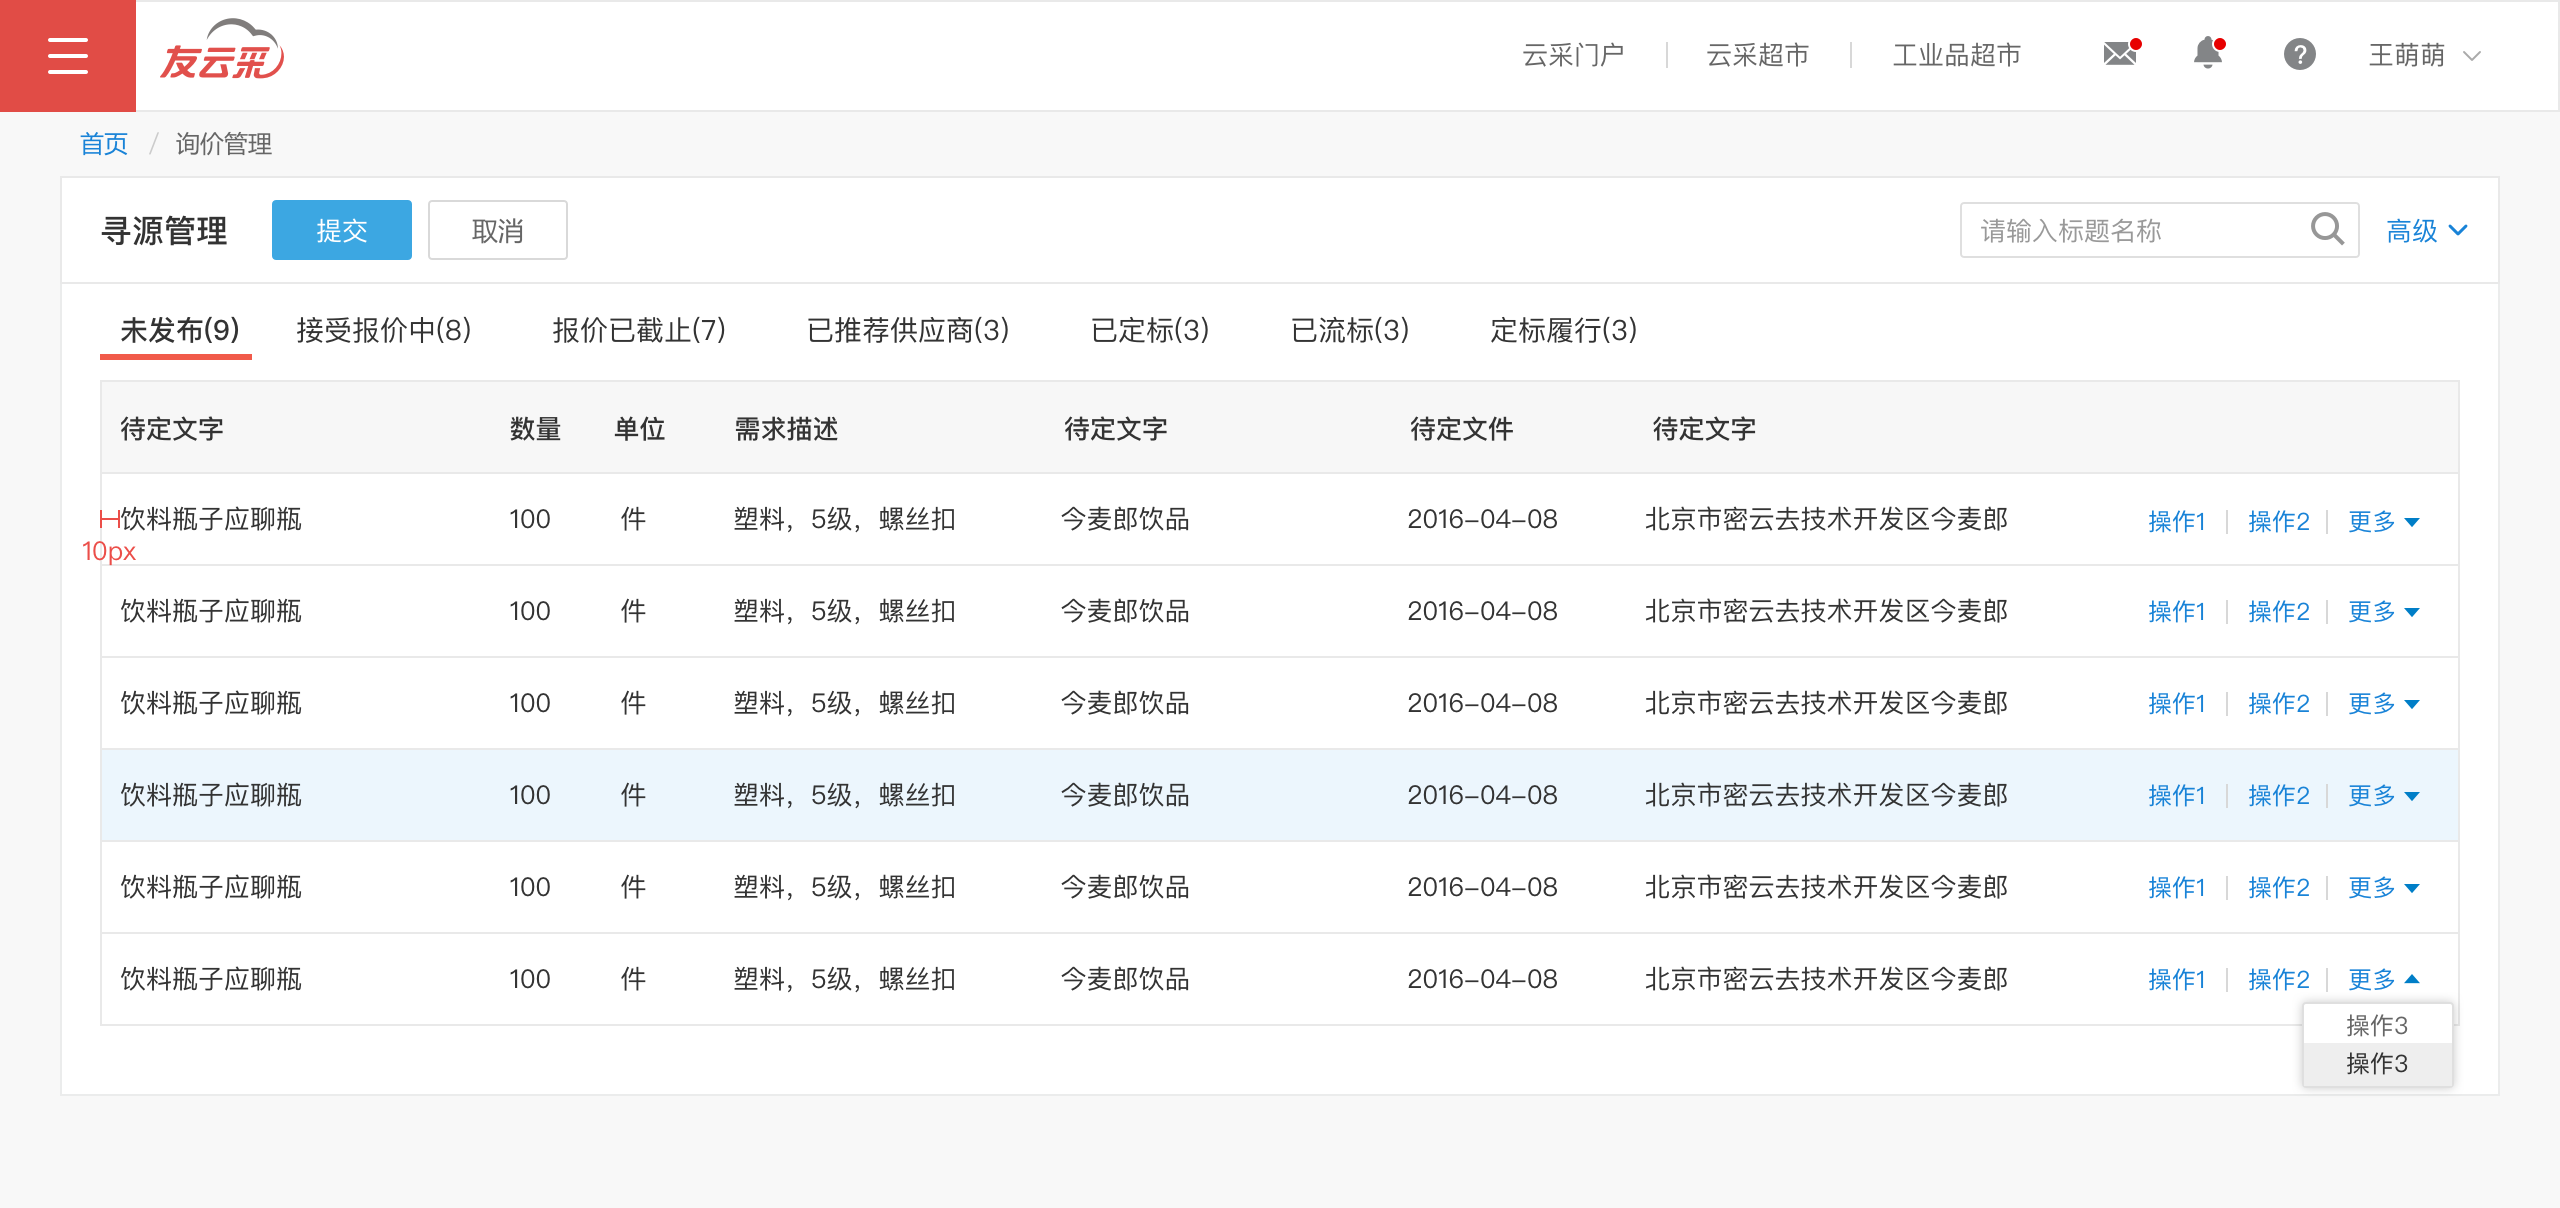 友云采 云采门户 云采超市 工业品超市 ? 王萌萌
首页 / 询价管理
寻源管理 提交 取消 请输入标题名称 高级
未发布(9) 接受报价中(8) 报价已截止(7) 已推荐供应商(3) 已定标(3) 已流标(3) 定标履行(3)
待定文字 数量 单位 需求描述 待定文字 待定文件 待定文字
饮料瓶子应聊瓶 100 件 塑料，5级，螺丝扣 今麦郎饮品 2016-04-08 北京市密云去技术开发区今麦郎 操作1 操作2 更多
10px
饮料瓶子应聊瓶 100 件 塑料，5级，螺丝扣 今麦郎饮品 2016-04-08 北京市密云去技术开发区今麦郎 操作1 操作2 更多
饮料瓶子应聊瓶 100 件 塑料，5级，螺丝扣 今麦郎饮品 2016-04-08 北京市密云去技术开发区今麦郎 操作1 操作2 更多
饮料瓶子应聊瓶 100 件 塑料，5级，螺丝扣 今麦郎饮品 2016-04-08 北京市密云去技术开发区今麦郎 操作1 操作2 更多
饮料瓶子应聊瓶 100 件 塑料，5级，螺丝扣 今麦郎饮品 2016-04-08 北京市密云去技术开发区今麦郎 操作1 操作2 更多
饮料瓶子应聊瓶 100 件 塑料，5级，螺丝扣 今麦郎饮品 2016-04-08 北京市密云去技术开发区今麦郎 操作1 操作2 更多
操作3
操作3